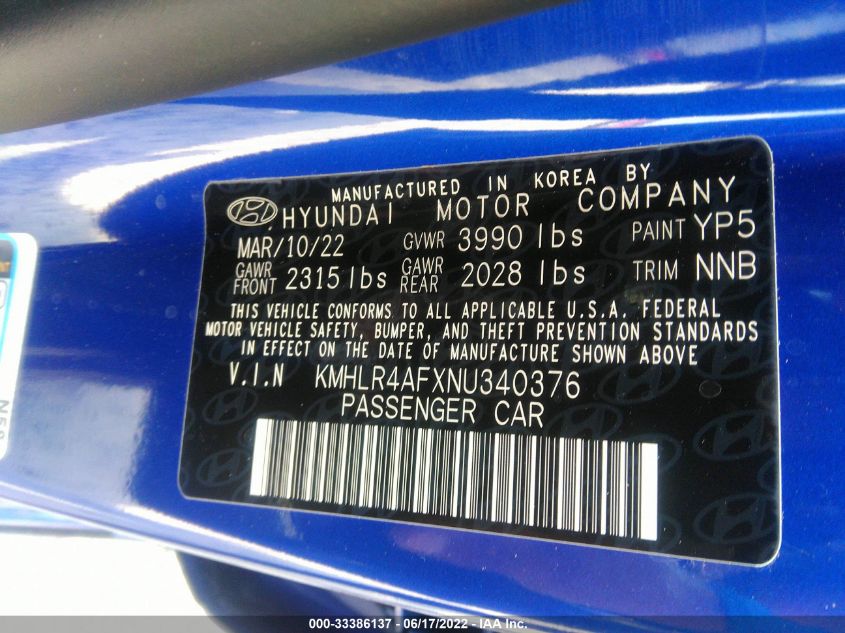 MANUFACTURED IN KOREA BY
HYUNDAI MOTOR COMPANY
MAR/10/22 GVWR 3990 lbs PAINT YP5
GAWR FRONT 2315 lbs GAWR REAR 2028 lbs TRIM NNB
THIS VEHICLE CONFORMS TO ALL APPLICABLE U.S.A. FEDERAL
MOTOR VEHICLE SAFETY, BUMPER, AND THEFT PREVENTION STANDARDS
IN EFFECT ON THE DATE OF MANUFACTURE SHOWN ABOVE
V.I.N KMHLR4AFXNU340376
PASSENGER CAR
000-33386137 - 06/17/2022 - IAA Inc.